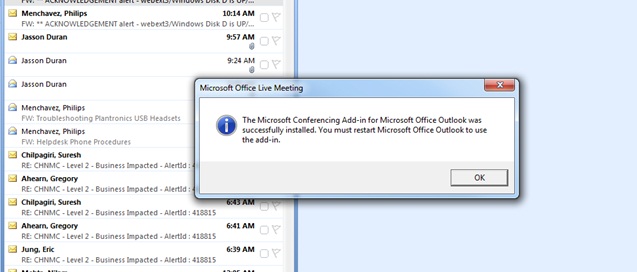 FW: ** ACKNOWLEDGEMENT alert - webext3/Windows Disk D is UP/...
Menchavez, Philips 10:14 AM
FW: ** ACKNOWLEDGEMENT alert - webext3/Windows Disk D is UP/...
Jasson Duran 9:57 AM
Jasson Duran 9:24 AM
Jasson Duran
Menchavez, Philips
FW: Troubleshooting Plantronics USB Headsets
Menchavez, Philips
FW: Helpdesk Phone Procedures
Chilpagiri, Suresh
RE: CHNMC - Level 2 - Business Impacted - AlertId :
Ahearn, Gregory
RE: CHNMC - Level 2 - Business Impacted - AlertId :
Chilpagiri, Suresh 6:43 AM
RE: CHNMC - Level 2 - Business Impacted - AlertId : 418815
Ahearn, Gregory 6:41 AM
RE: CHNMC - Level 2 - Business Impacted - AlertId : 418815
Jung, Eric 6:39 AM
RE: CHNMC - Level 2 - Business Impacted - AlertId : 418815
Microsoft Office Live Meeting
The Microsoft Conferencing Add-in for Microsoft Office Outlook was
successfully installed. You must restart Microsoft Office Outlook to use
the add-in.
OK